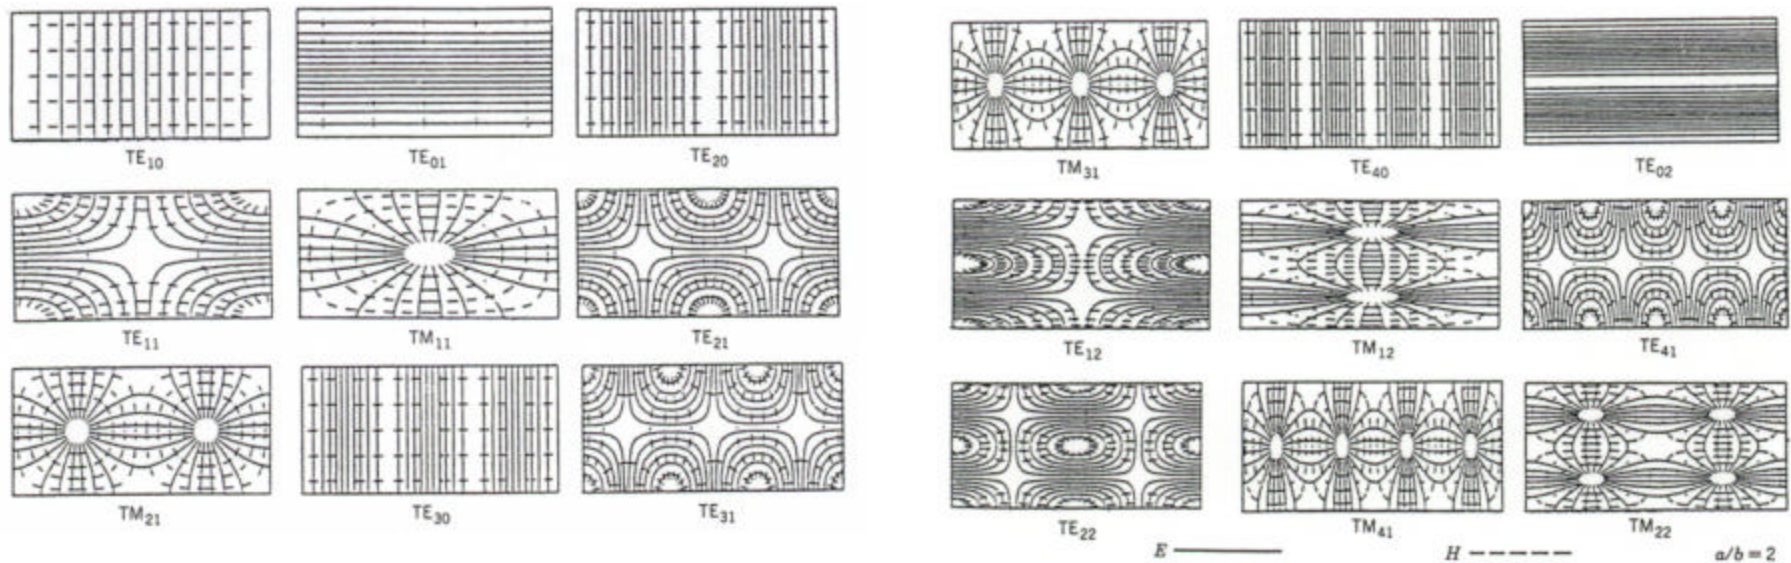 TE₁₀ TE₀₁ TE₂₀
TE₁₁ TM₁₁ TE₂₁
TM₂₁ TE₃₀ TE₃₁
TM₃₁ TE₄₀ TE₀₂
TE₁₂ TM₁₂ TE₄₁
TE₂₂ TM₄₁ TM₂₂
E H a/b = 2